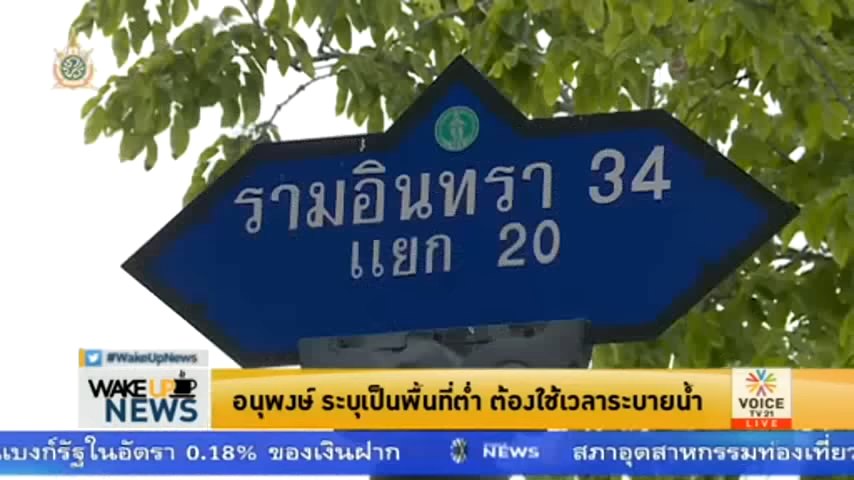 รามอินทรา 34
แยก 20
#WakeUpNews
WAKE UP
NEWS
อนุพงษ์ ระบุเป็นพื้นที่ต่ำ ต้องใช้เวลาระบายน้ำ
VOICE
TV 21
LIVE
นแบงก์รัฐในอัตรา 0.18% ของเงินฝาก NEWS สภาอุตสาหกรรมท่องเที่ยว